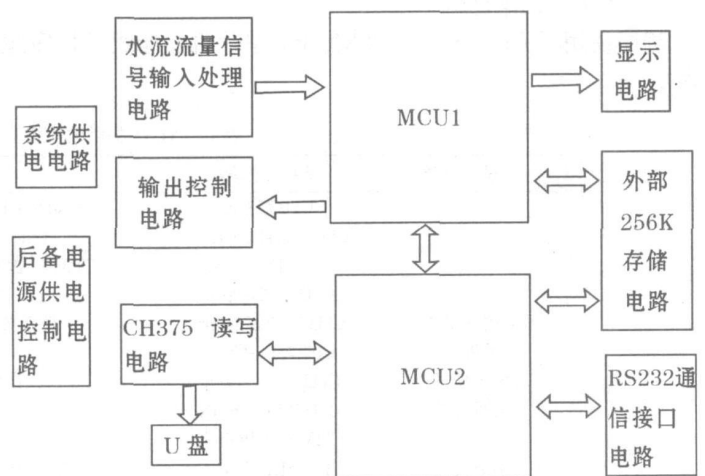 水流流量信
号输入处理
电路
MCU1
显示
电路
系统供
电电路
输出控制
电路
外部
256K
存储
电路
后备电
源供电
控制电
路
CH375 读写
电路
MCU2
RS232通
信接口
电路
U 盘